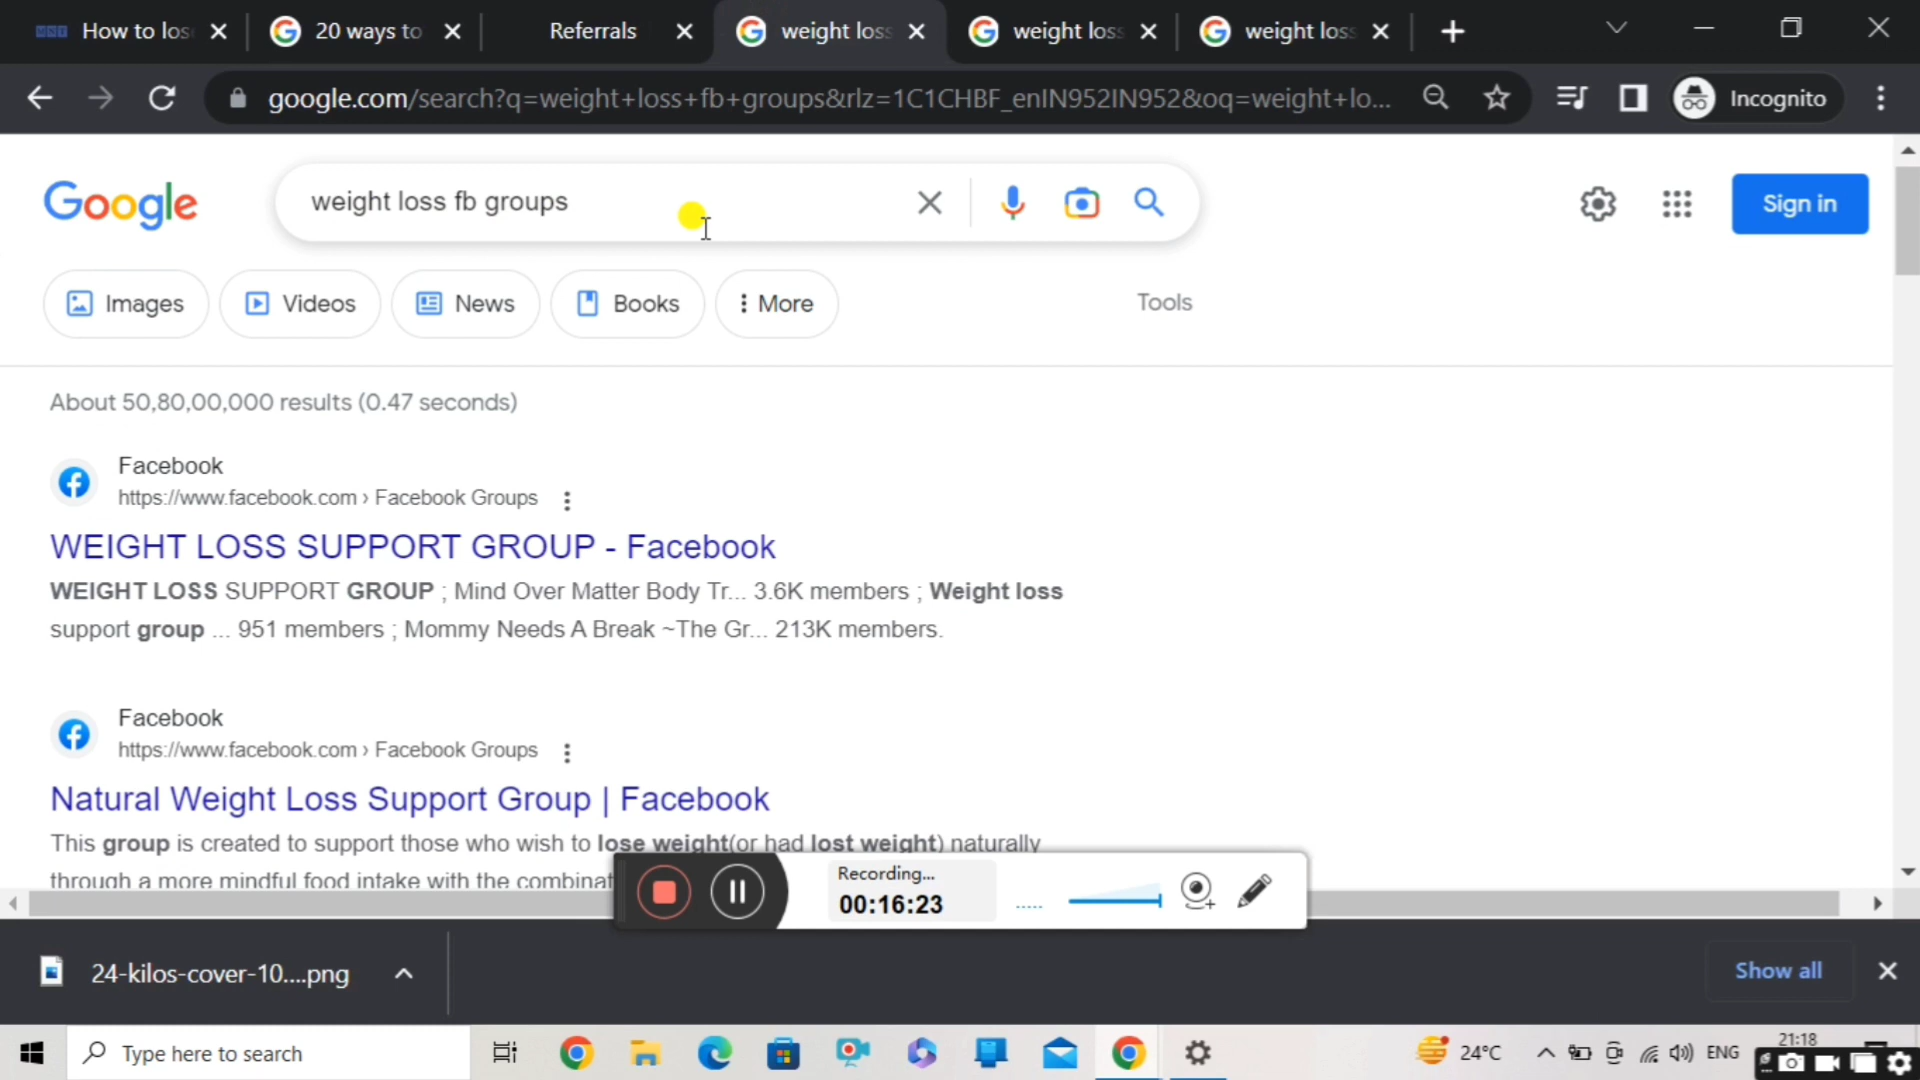 How to los
20 ways to
Referrals
weight loss
weight loss
weight loss
google.com/search?q=weight+loss+fb+groups&rlz=1C1CHBF_enIN952IN952&oq=weight+lo...
Incognito
Google
weight loss fb groups
Sign in
Images
Videos
News
Books
More
Tools
About 50,80,00,000 results (0.47 seconds)
Facebook
https://www.facebook.com › Facebook Groups
WEIGHT LOSS SUPPORT GROUP - Facebook
WEIGHT LOSS SUPPORT GROUP ; Mind Over Matter Body Tr... 3.6K members ; Weight loss
support group ... 951 members ; Mommy Needs A Break ~The Gr... 213K members.
Facebook
https://www.facebook.com › Facebook Groups
Natural Weight Loss Support Group | Facebook
This group is created to support those who wish to lose weight(or had lost weight) naturally
through a more mindful food intake with the combinat
Recording...
00:16:23
24-kilos-cover-10....png
Show all
Type here to search
24°C
ENG
21:18